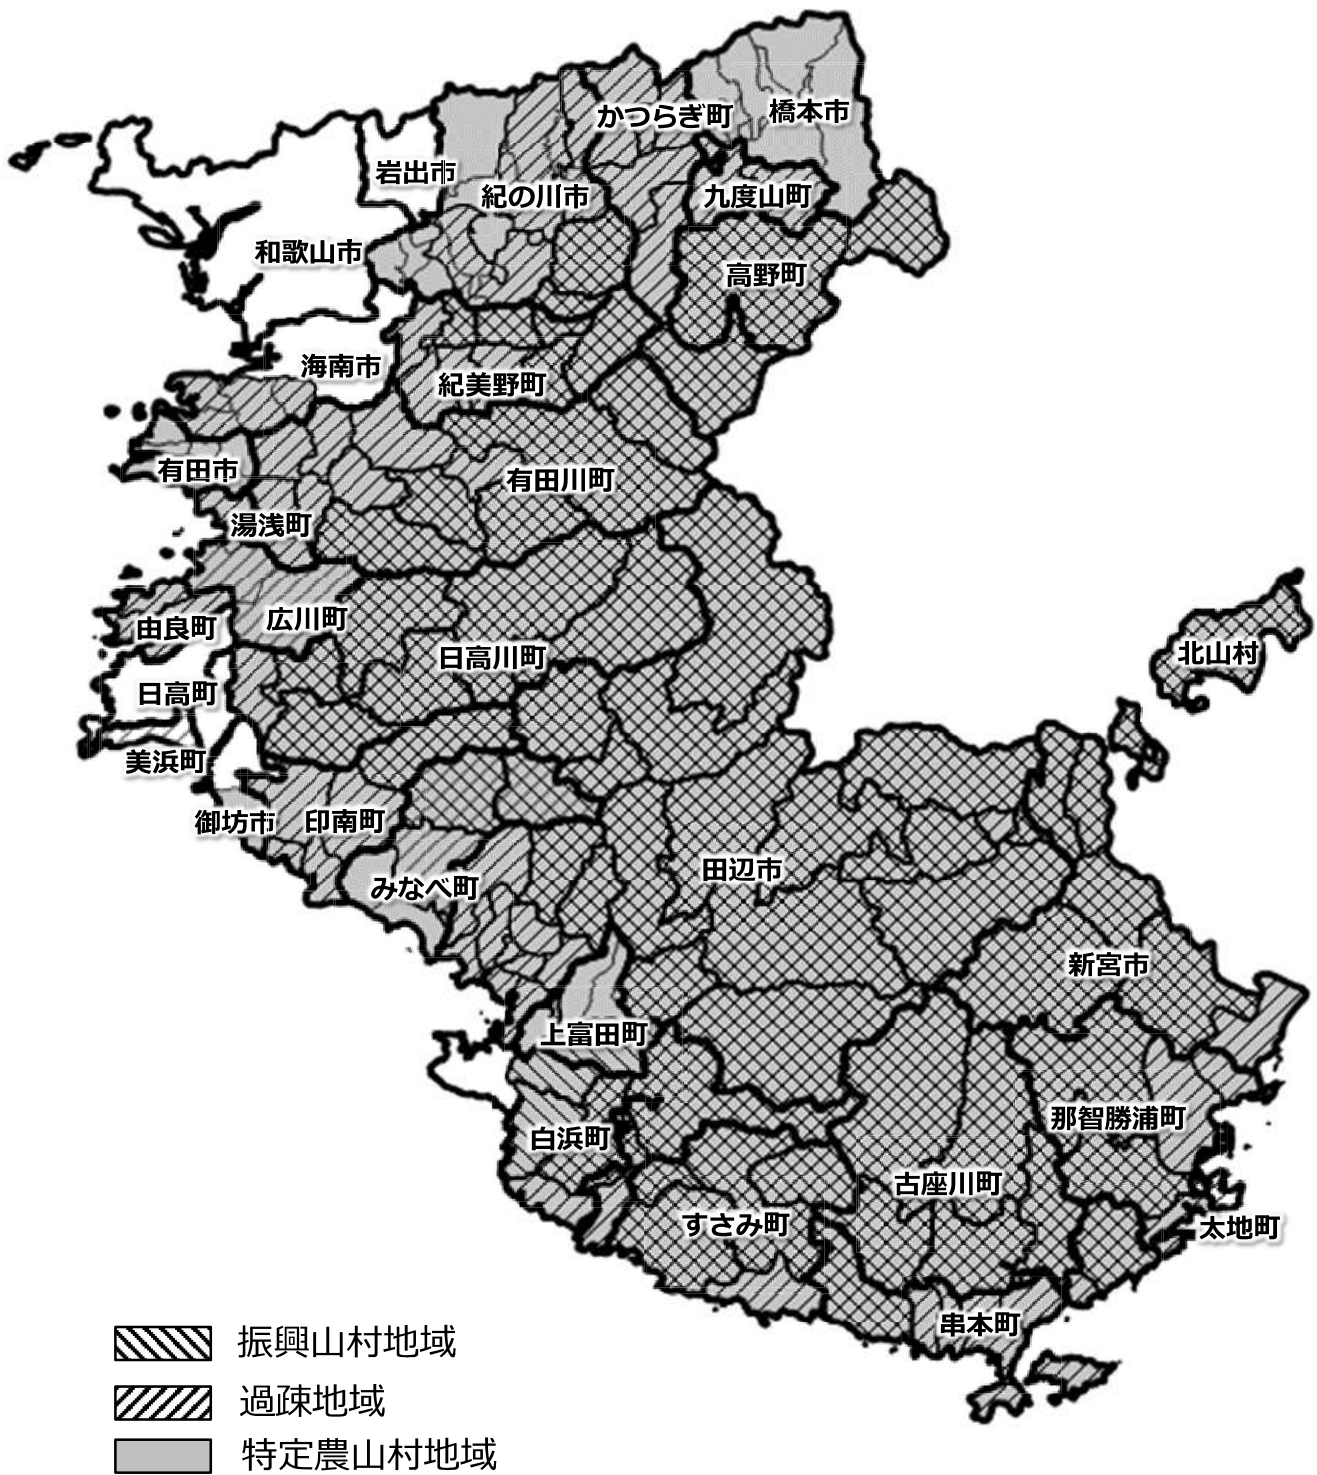 橋本市
かつらぎ町
岩出市
紀の川市
九度山町
和歌山市
高野町
海南市
紀美野町
有田市
有田川町
湯浅町
広川町
由良町
日高川町
北山村
日高町
美浜町
御坊市
印南町
田辺市
みなべ町
新宮市
上富田町
那智勝浦町
白浜町
古座川町
すさみ町
太地町
串本町
振興山村地域
過疎地域
特定農山村地域